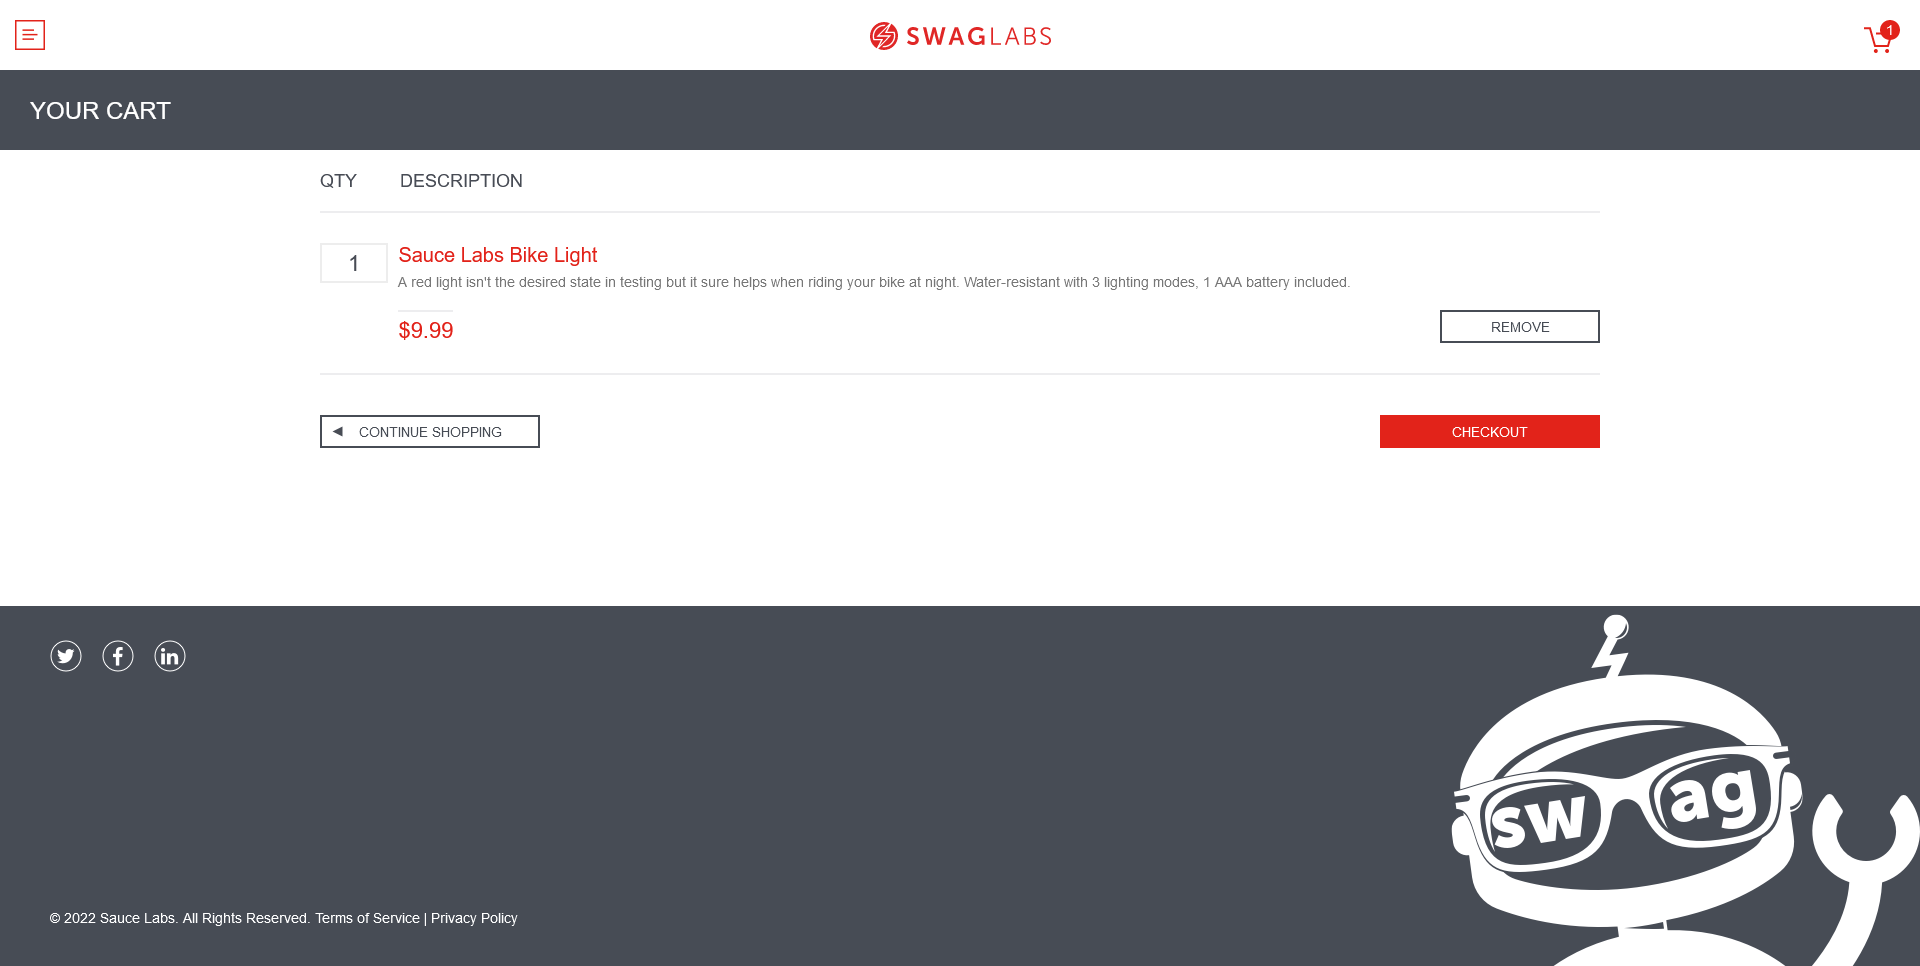 SWAGLABS
1
YOUR CART
QTY DESCRIPTION
1 Sauce Labs Bike Light
A red light isn't the desired state in testing but it sure helps when riding your bike at night. Water-resistant with 3 lighting modes, 1 AAA battery included.
$9.99 REMOVE
CONTINUE SHOPPING CHECKOUT
sw ag
© 2022 Sauce Labs. All Rights Reserved. Terms of Service | Privacy Policy